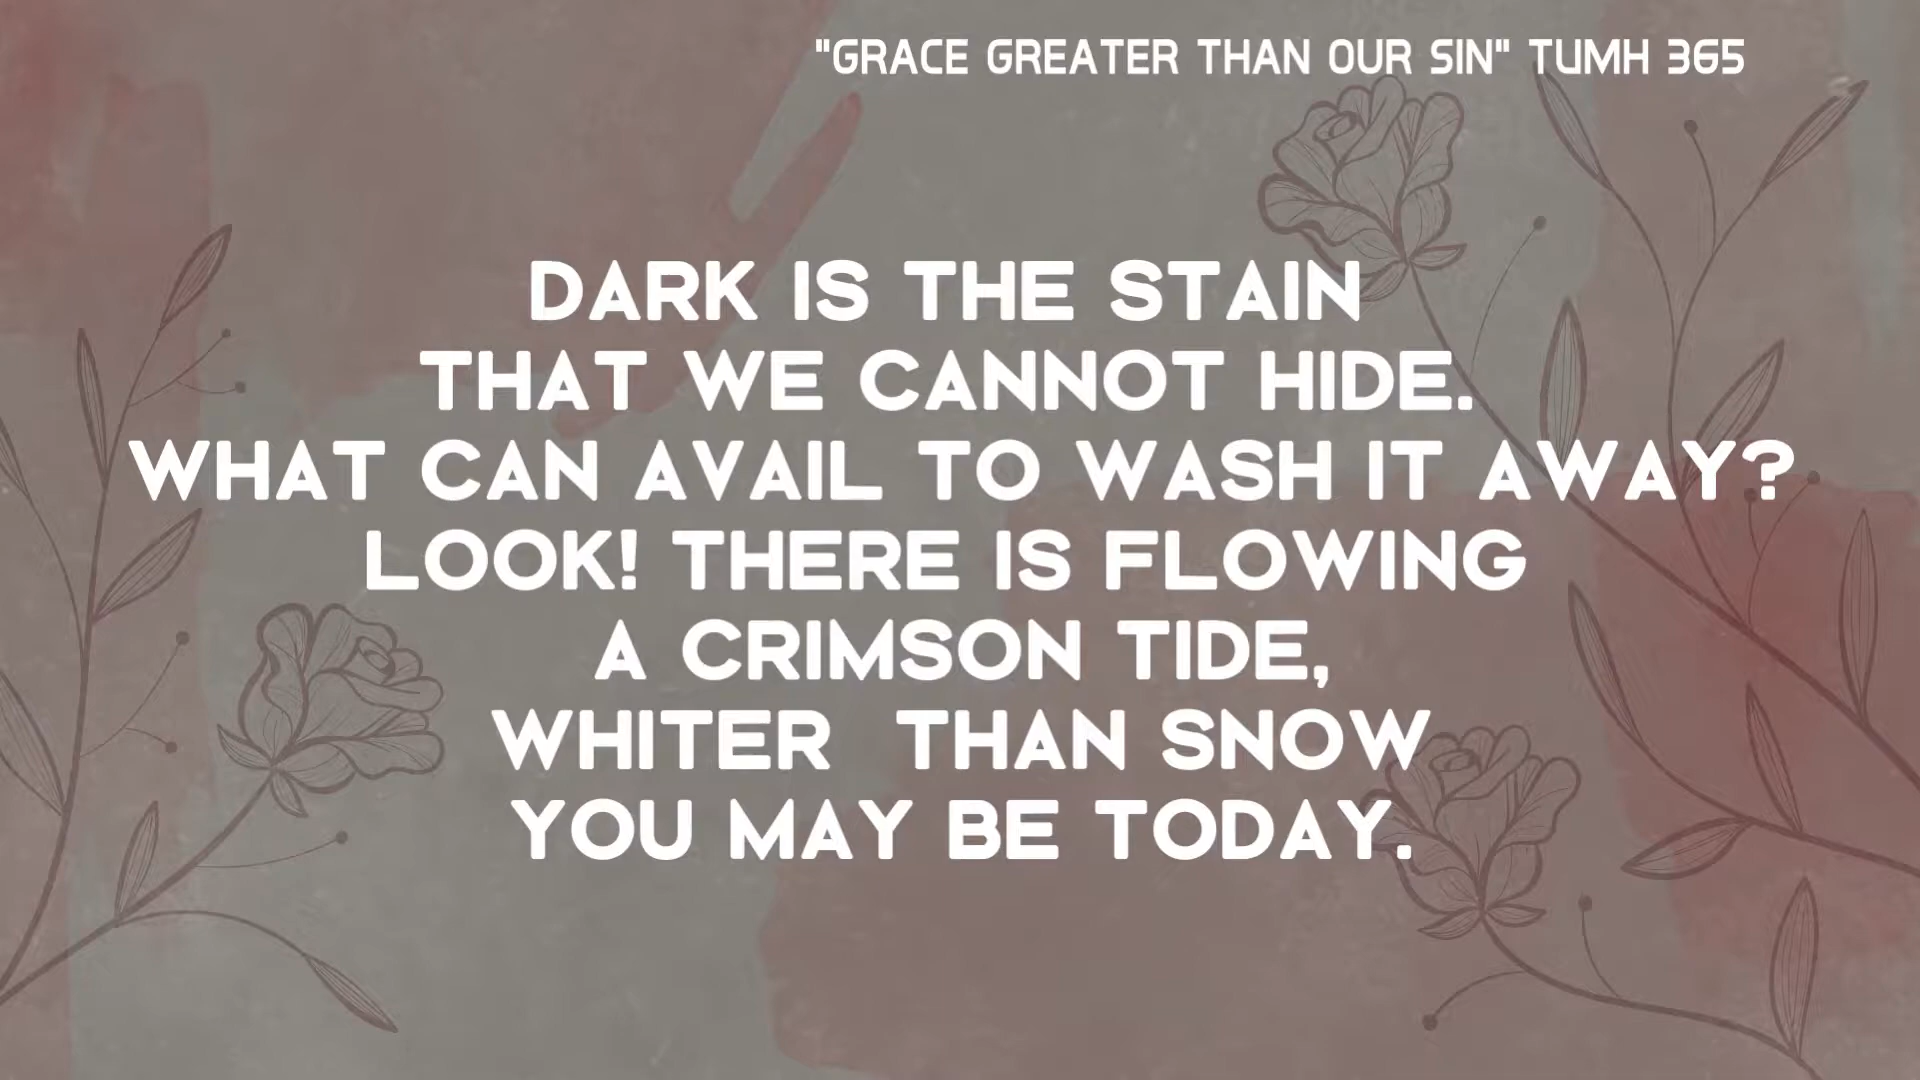 "GRACE GREATER THAN OUR SIN" TUMH 365
DARK IS THE STAIN
THAT WE CANNOT HIDE.
WHAT CAN AVAIL TO WASH IT AWAY?
LOOK! THERE IS FLOWING
A CRIMSON TIDE,
WHITER  THAN SNOW
YOU MAY BE TODAY.